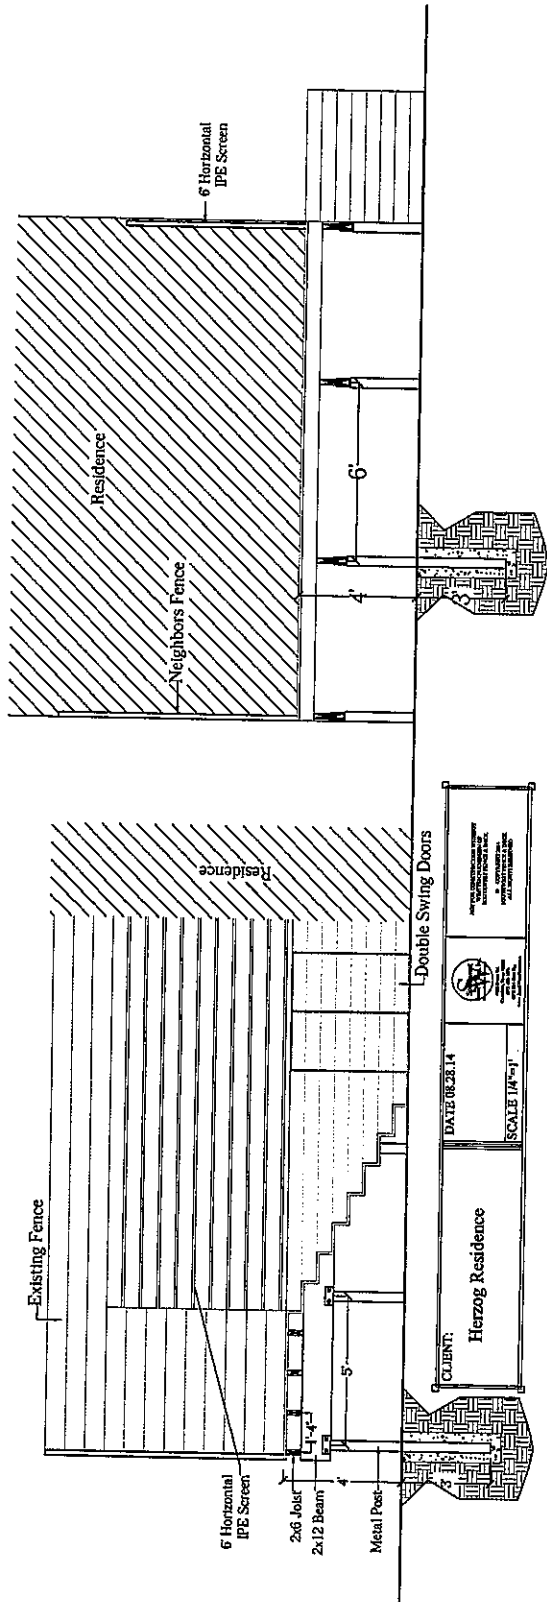 Existing Fence
6' Horizontal
IPE Screen
2x6 Joist
2x12 Beam
Metal Post
1'-4"
5'
4'
3'
Residence
Double Swing Doors
Neighbors Fence
Residence
6' Horizontal
IPE Screen
6'
4'
3'
CLIENT:
Herzog Residence
DATE 08.28.14
SCALE 1/4"=1'